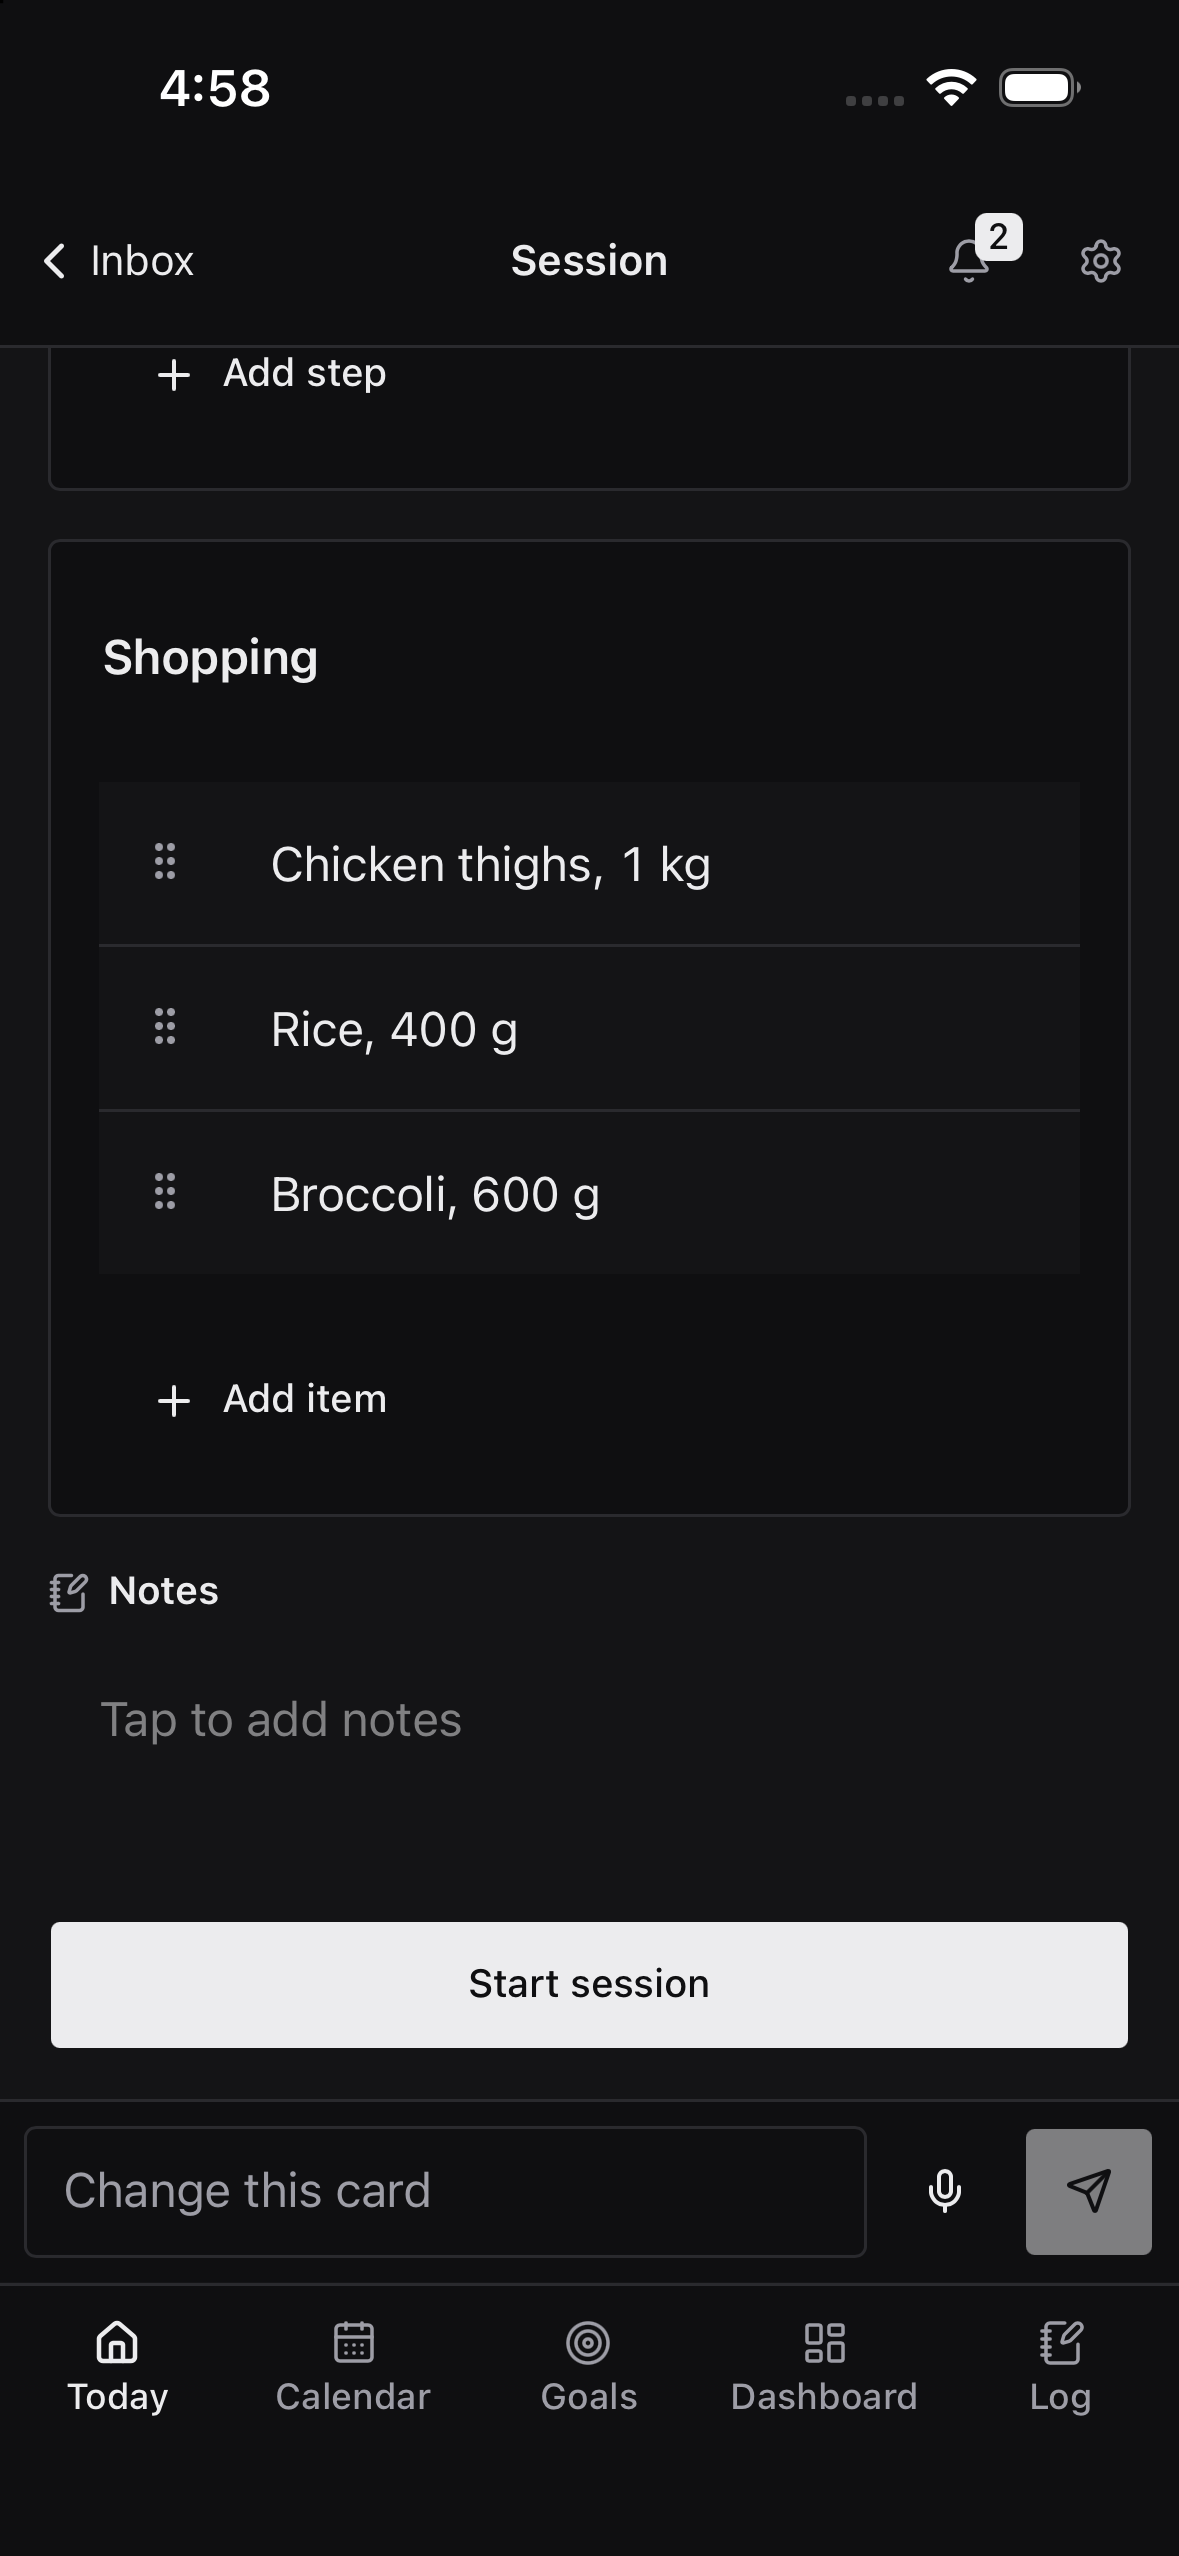 4:58
Inbox
Session
2
Add step
Shopping
Chicken thighs, 1 kg
Rice, 400 g
Broccoli, 600 g
Add item
Notes
Tap to add notes
Start session
Change this card
Today
Calendar
Goals
Dashboard
Log